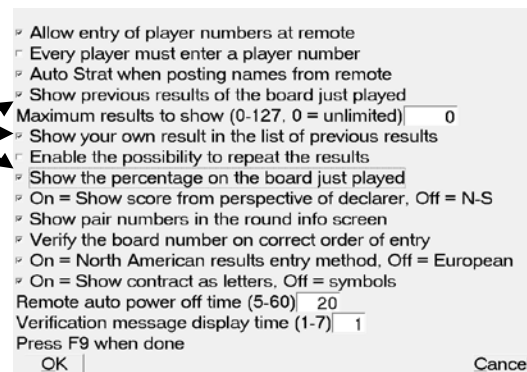 Allow entry of player numbers at remote
Every player must enter a player number
Auto Strat when posting names from remote
Show previous results of the board just played
Maximum results to show (0-127, 0 = unlimited) 0
Show your own result in the list of previous results
Enable the possibility to repeat the results
Show the percentage on the board just played
On = Show score from perspective of declarer, Off = N-S
Show pair numbers in the round info screen
Verify the board number on correct order of entry
On = North American results entry method, Off = European
On = Show contract as letters, Off = symbols
Remote auto power off time (5-60) 20
Verification message display time (1-7) 1
Press F9 when done
OK Cance